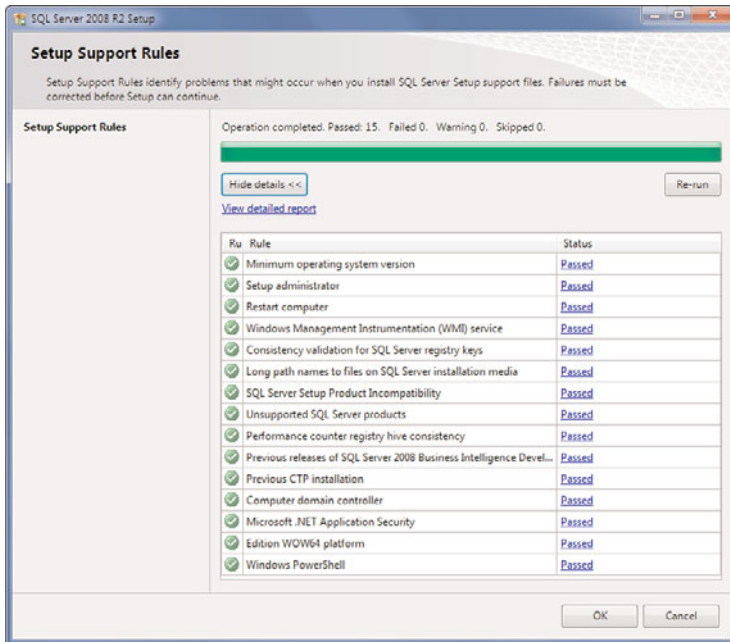 SQL Server 2008 R2 Setup
Setup Support Rules
Setup Support Rules identify problems that might occur when you install SQL Server Setup support files. Failures must be
corrected before Setup can continue.
Setup Support Rules
Operation completed. Passed: 15. Failed 0. Warning 0. Skipped 0.
Hide details <<
Re-run
View detailed report
Ru Rule Status
Minimum operating system version Passed
Setup administrator Passed
Restart computer Passed
Windows Management Instrumentation (WMI) service Passed
Consistency validation for SQL Server registry keys Passed
Long path names to files on SQL Server installation media Passed
SQL Server Setup Product Incompatibility Passed
Unsupported SQL Server products Passed
Performance counter registry hive consistency Passed
Previous releases of SQL Server 2008 Business Intelligence Devel... Passed
Previous CTP installation Passed
Computer domain controller Passed
Microsoft .NET Application Security Passed
Edition WOW64 platform Passed
Windows PowerShell Passed
OK Cancel